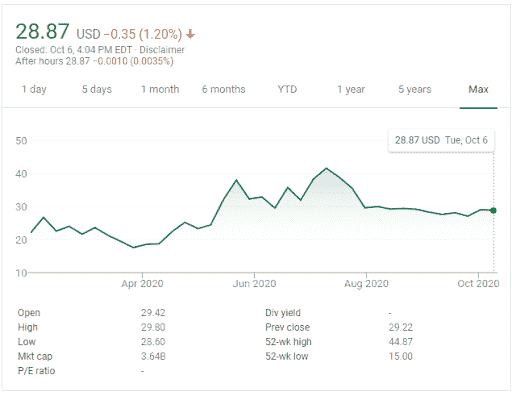 28.87 USD −0.35 (1.20%)
Closed: Oct 6, 4:04 PM EDT · Disclaimer
After hours 28.87 −0.0010 (0.0035%)
1 day 5 days 1 month 6 months YTD 1 year 5 years Max
28.87 USD Tue, Oct 6
50
40
30
20
10
Apr 2020 Jun 2020 Aug 2020 Oct 2020
Open 29.42 Div yield -
High 29.80 Prev close 29.22
Low 28.60 52-wk high 44.87
Mkt cap 3.64B 52-wk low 15.00
P/E ratio -